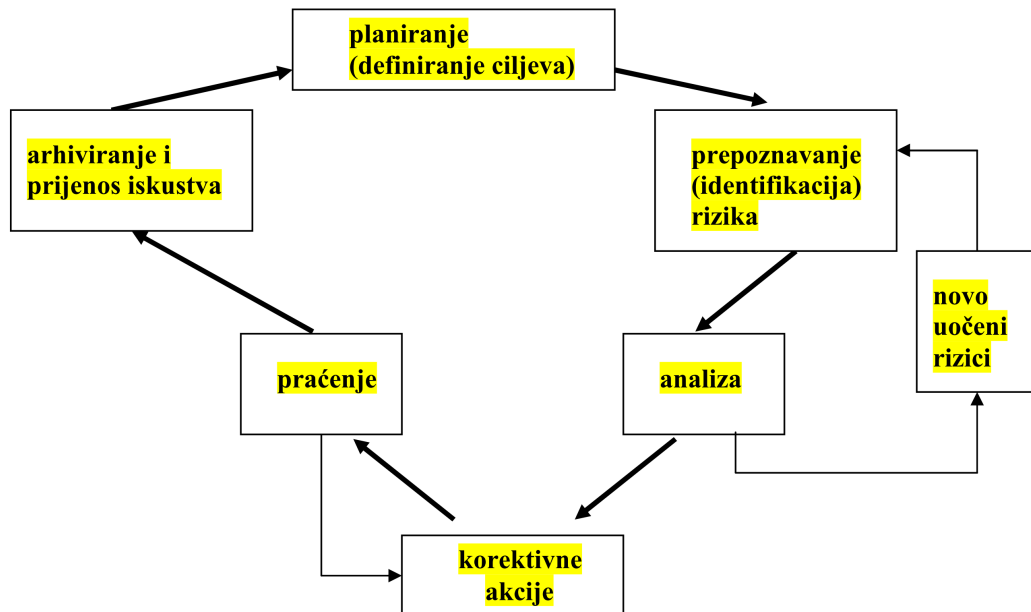 planiranje
(definiranje ciljeva)
arhiviranje i
prijenos iskustva
prepoznavanje
(identifikacija)
rizika
novo
uočeni
rizici
praćenje
analiza
korektivne
akcije